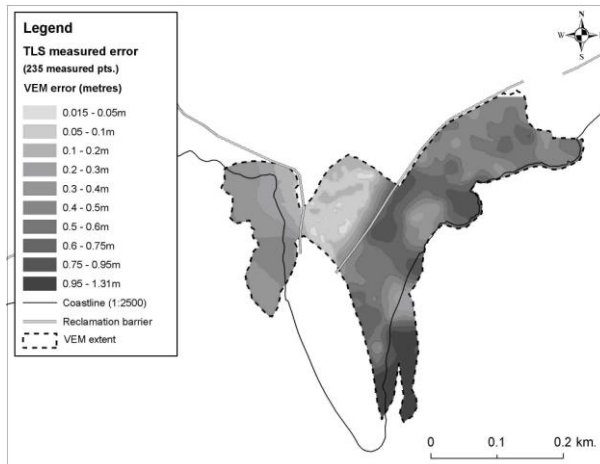 Legend
TLS measured error
(235 measured pts.)
VEM error (metres)
0.015 - 0.05m
0.05 - 0.1m
0.1 - 0.2m
0.2 - 0.3m
0.3 - 0.4m
0.4 - 0.5m
0.5 - 0.6m
0.6 - 0.75m
0.75 - 0.95m
0.95 - 1.31m
Coastline (1:2500)
Reclamation barrier
VEM extent
N
W
S
0
0.1
0.2 km.